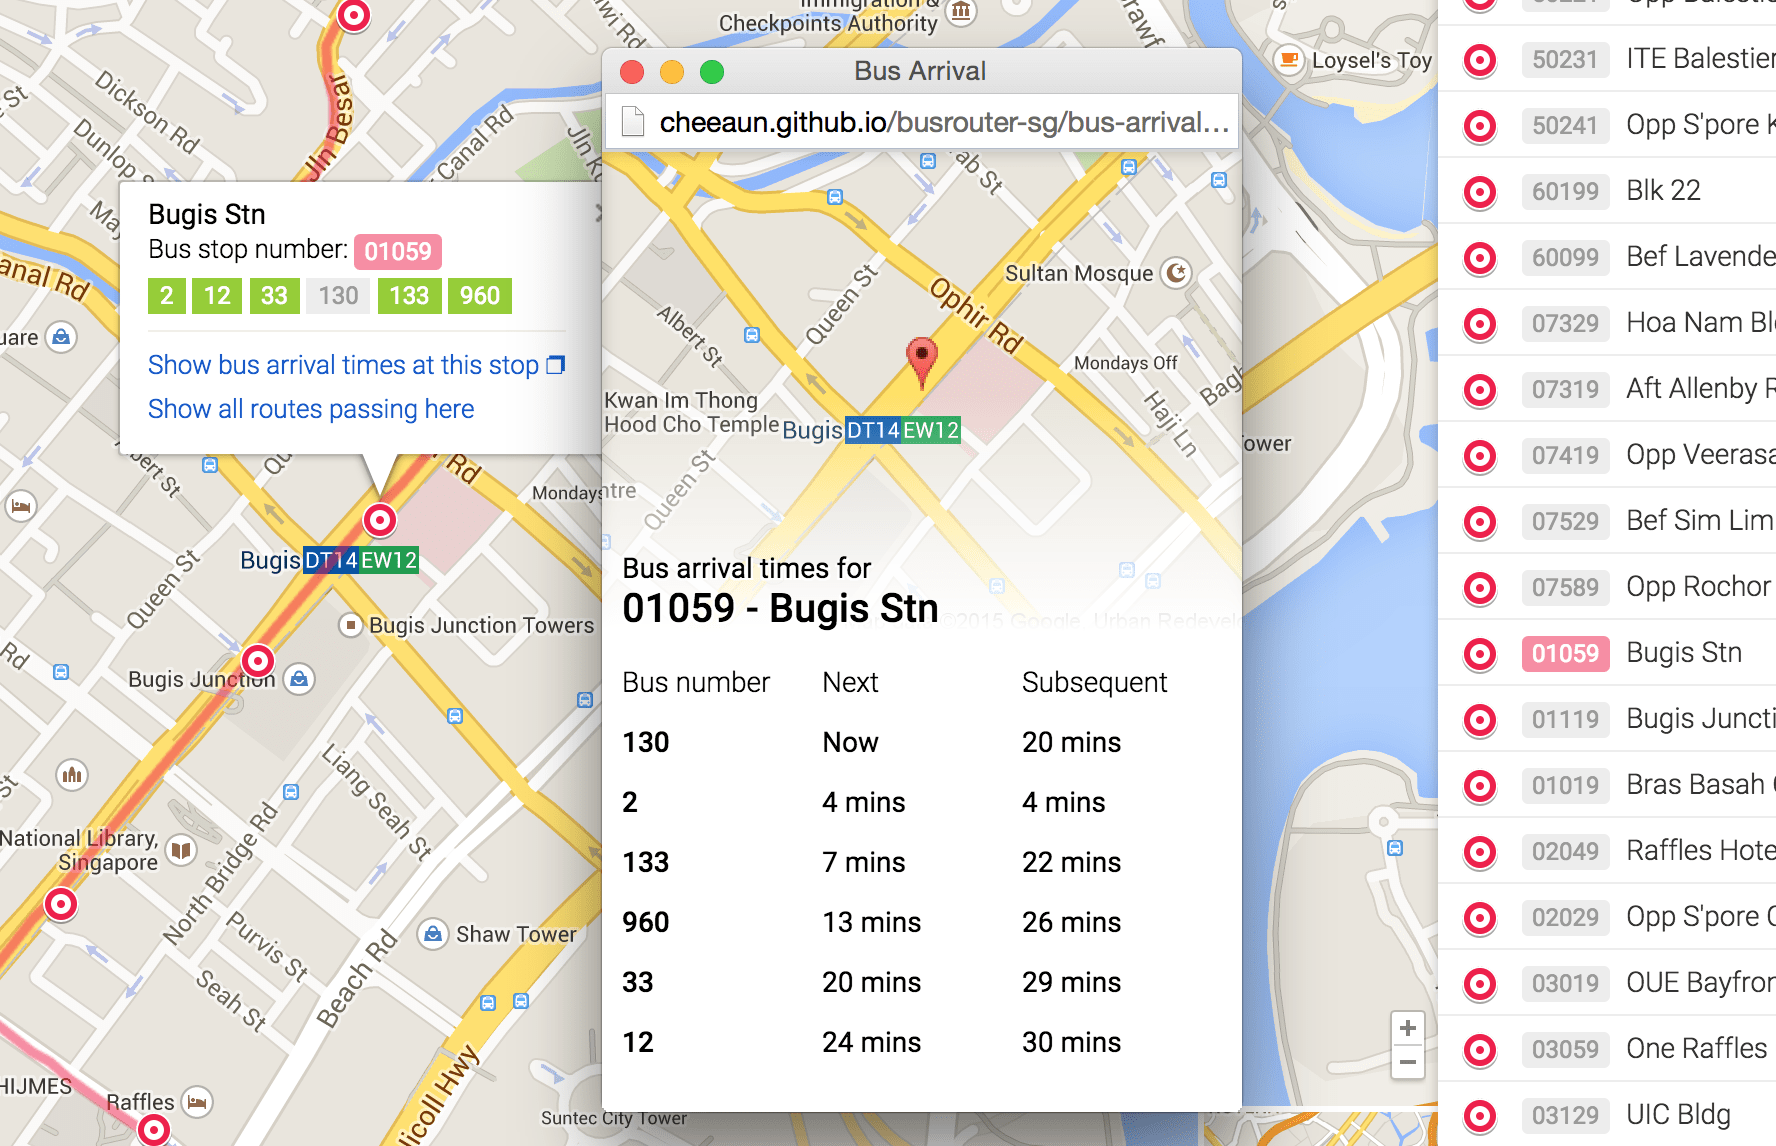 Checkpoints Authority
Dickson Rd
Jln Besar
Canal Rd
Bugis Stn
Bus stop number: 01059
2 12 33 130 133 960
Show bus arrival times at this stop
Show all routes passing here
Albert St
Rd
Mondays
Bugis DT14 EW12
Queen St
Bugis Junction Towers
Bugis Junction
Rd
Liang Seah St
National Library,
Singapore
North Bridge Rd
Purvis St
Shaw Tower
Seah St
Beach Rd
HIJMES
Raffles
Nicoll Hwy
Suntec City Tower
Bus Arrival
cheeaun.github.io/busrouter-sg/bus-arrival...
Sultan Mosque
Queen St
Ophir Rd
Albert St
Mondays Off
Kwan Im Thong
Hood Cho Temple
Bugis DT14 EW12
Haji Ln
Queen St
Bus arrival times for
01059 - Bugis Stn
©2015 Google, Urban Redevel
Bus number Next Subsequent
130 Now 20 mins
2 4 mins 4 mins
133 7 mins 22 mins
960 13 mins 26 mins
33 20 mins 29 mins
12 24 mins 30 mins
Loysel's Toy
+
−
50231 ITE Balestier
50241 Opp S'pore K
60199 Blk 22
60099 Bef Lavende
07329 Hoa Nam Bl
07319 Aft Allenby R
07419 Opp Veerasa
07529 Bef Sim Lim
07589 Opp Rochor
01059 Bugis Stn
01119 Bugis Juncti
01019 Bras Basah
02049 Raffles Hote
02029 Opp S'pore C
03019 OUE Bayfron
03059 One Raffles
03129 UIC Bldg